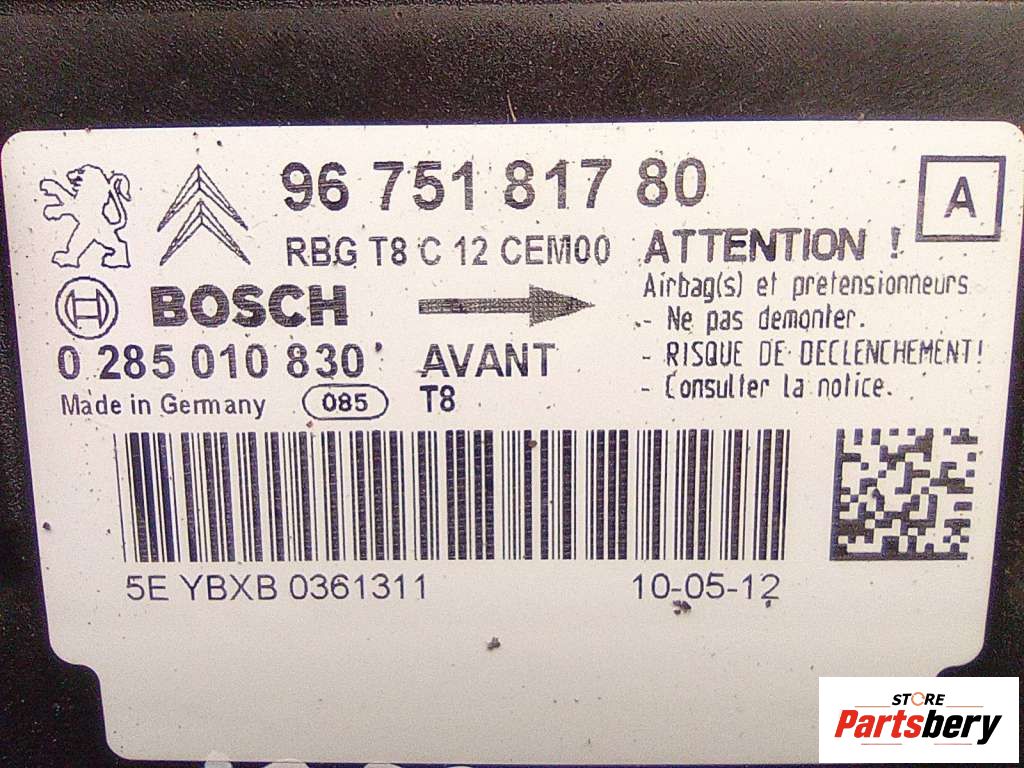 96 751 817 80
A
RBG T8 C 12 CEM00
ATTENTION !
BOSCH
Airbag(s) et pretensionneurs
- Ne pas demonter.
0 285 010 830
AVANT
- RISQUE DE DECLENCHEMENT!
Made in Germany
085
T8
- Consulter la notice.
5E YBXB 0361311
10-05-12
STORE
Partsbery